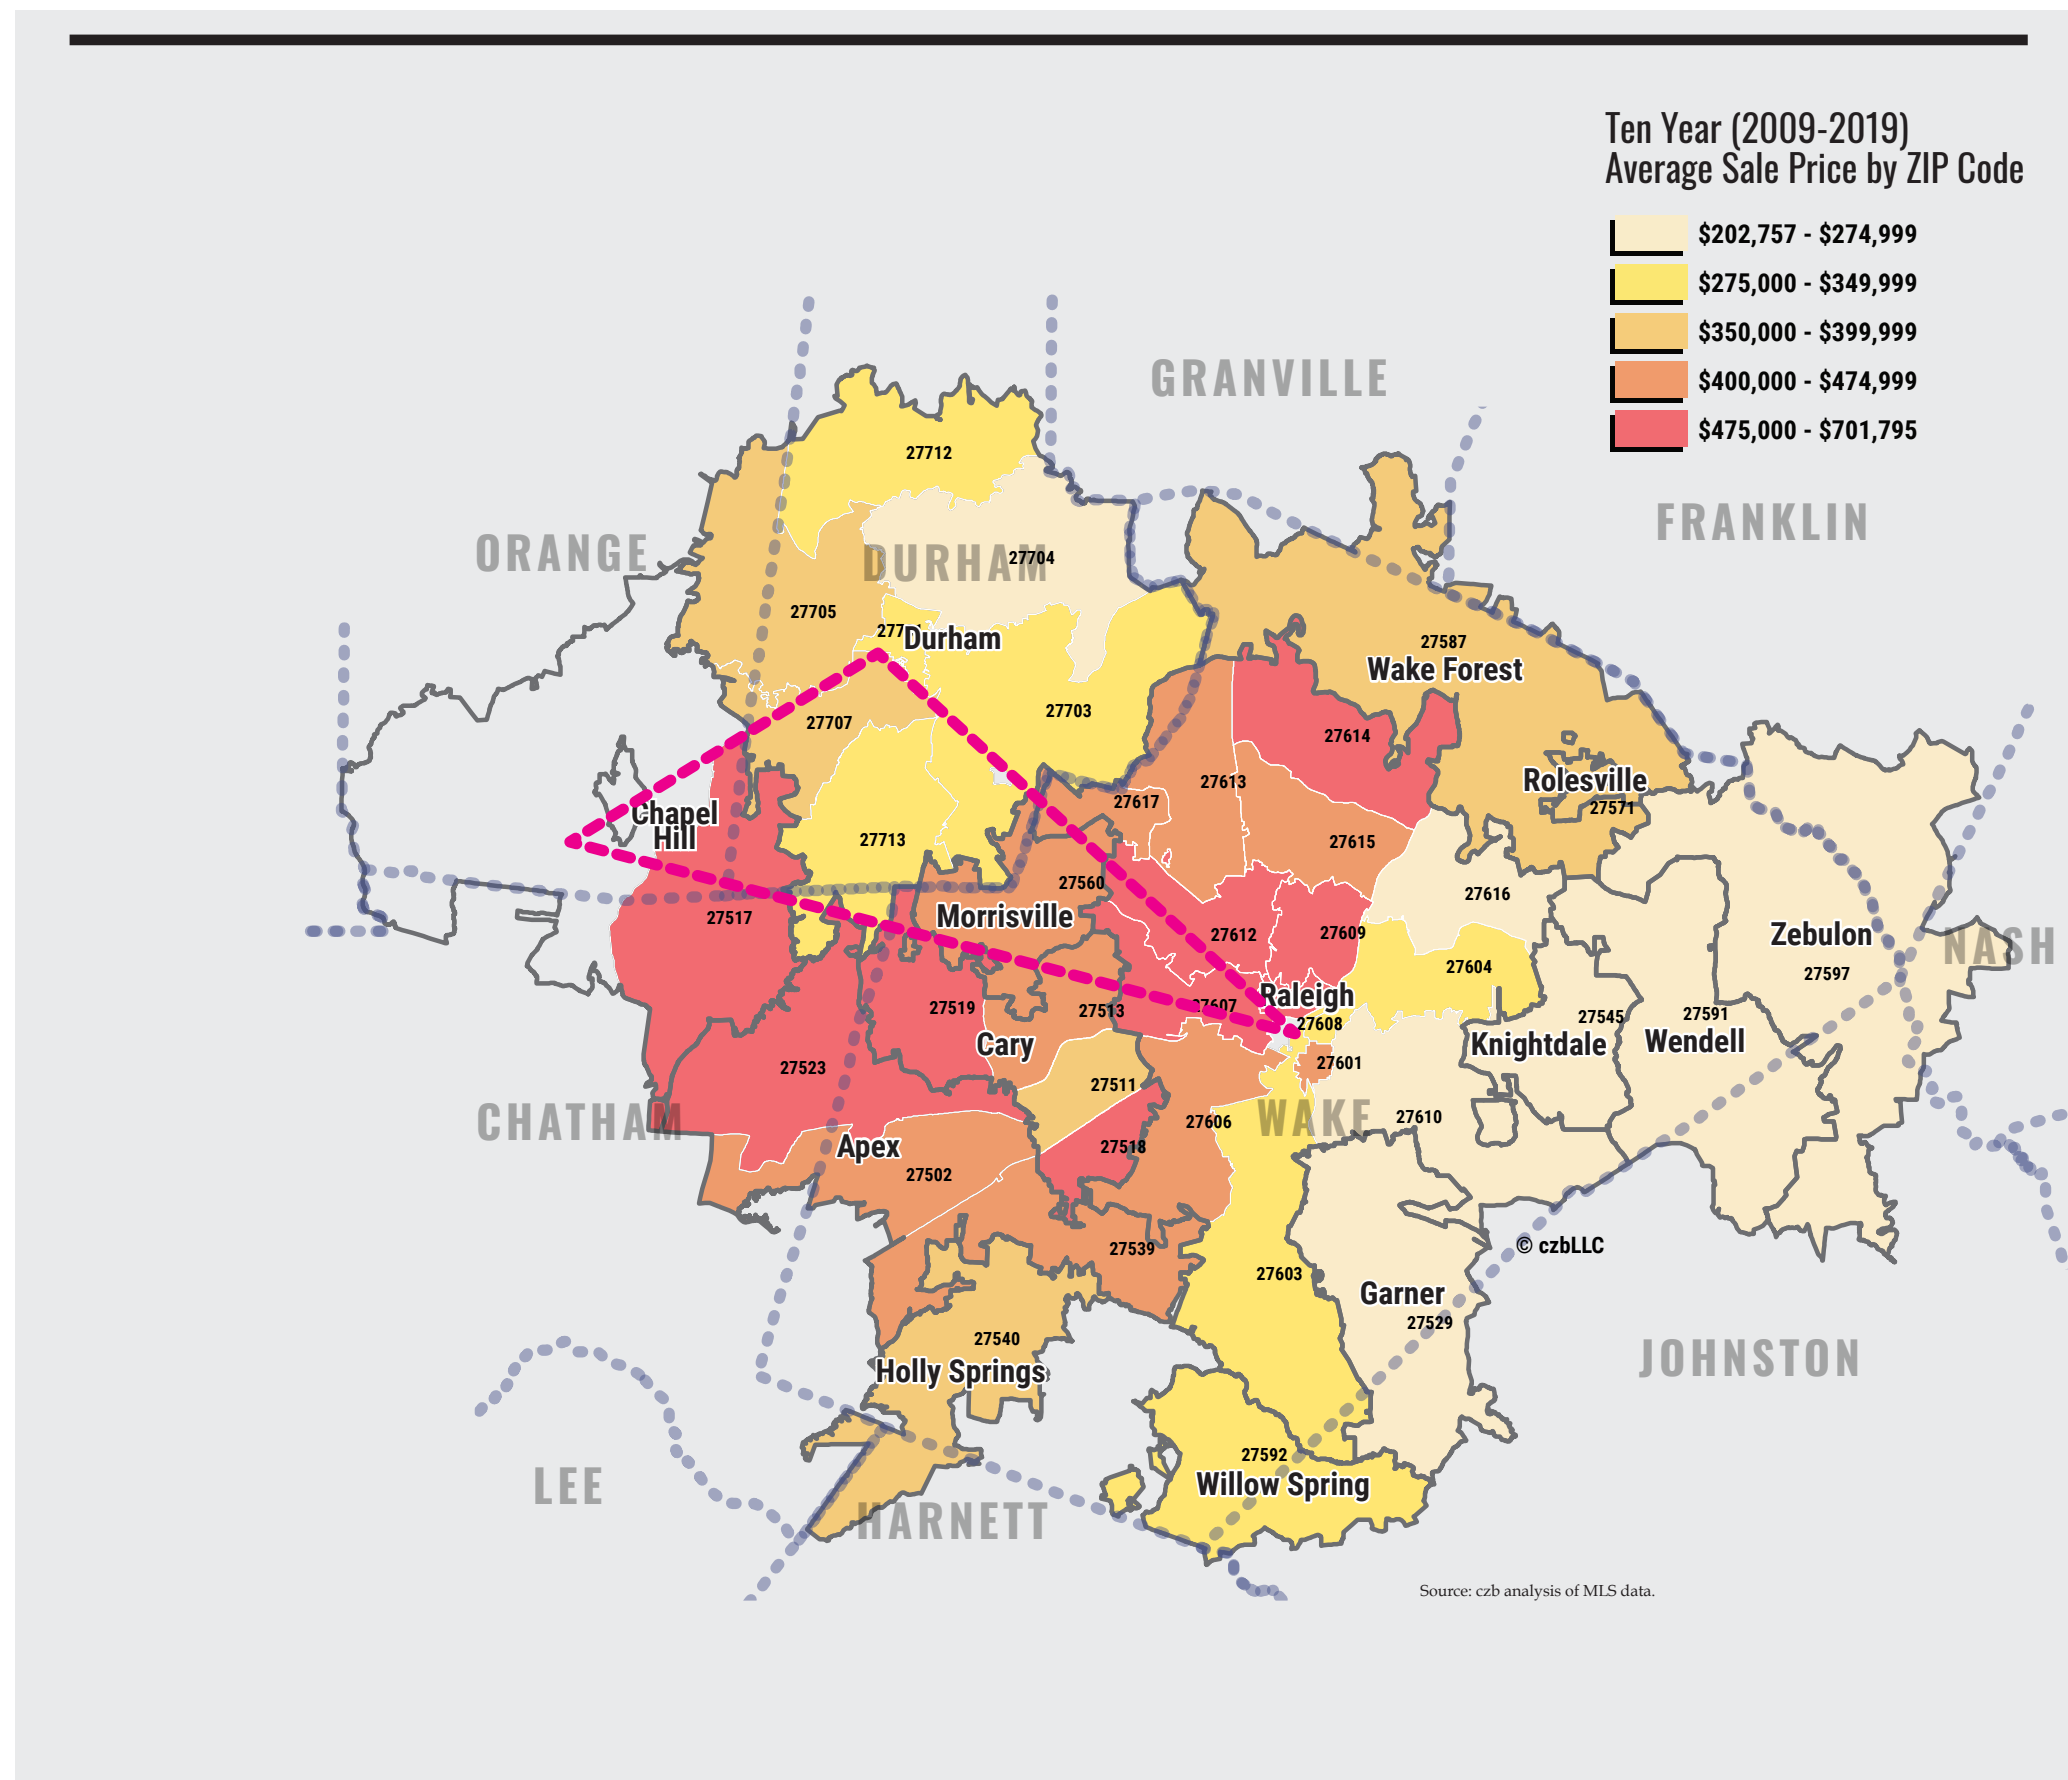 Ten Year (2009-2019)
Average Sale Price by ZIP Code
$202,757 - $274,999
$275,000 - $349,999
$350,000 - $399,999
$400,000 - $474,999
$475,000 - $701,795
GRANVILLE
FRANKLIN
ORANGE
DURHAM
NASH
CHATHAM
WAKE
JOHNSTON
LEE
HARNETT
27712
27704
27705
Durham
27707
27703
27587
Wake Forest
27614
27613
27617
Rolesville
27571
Chapel
Hill
27713
27615
27560
27616
Morrisville
27517
27612
27609
Zebulon
27597
27604
Raleigh
27607
27608
27519
27513
Cary
27545
Knightdale
27591
Wendell
27523
27511
27601
27610
27606
Apex
27518
27502
27539
© czbLLC
27603
Garner
27529
27540
Holly Springs
27592
Willow Spring
Source: czb analysis of MLS data.